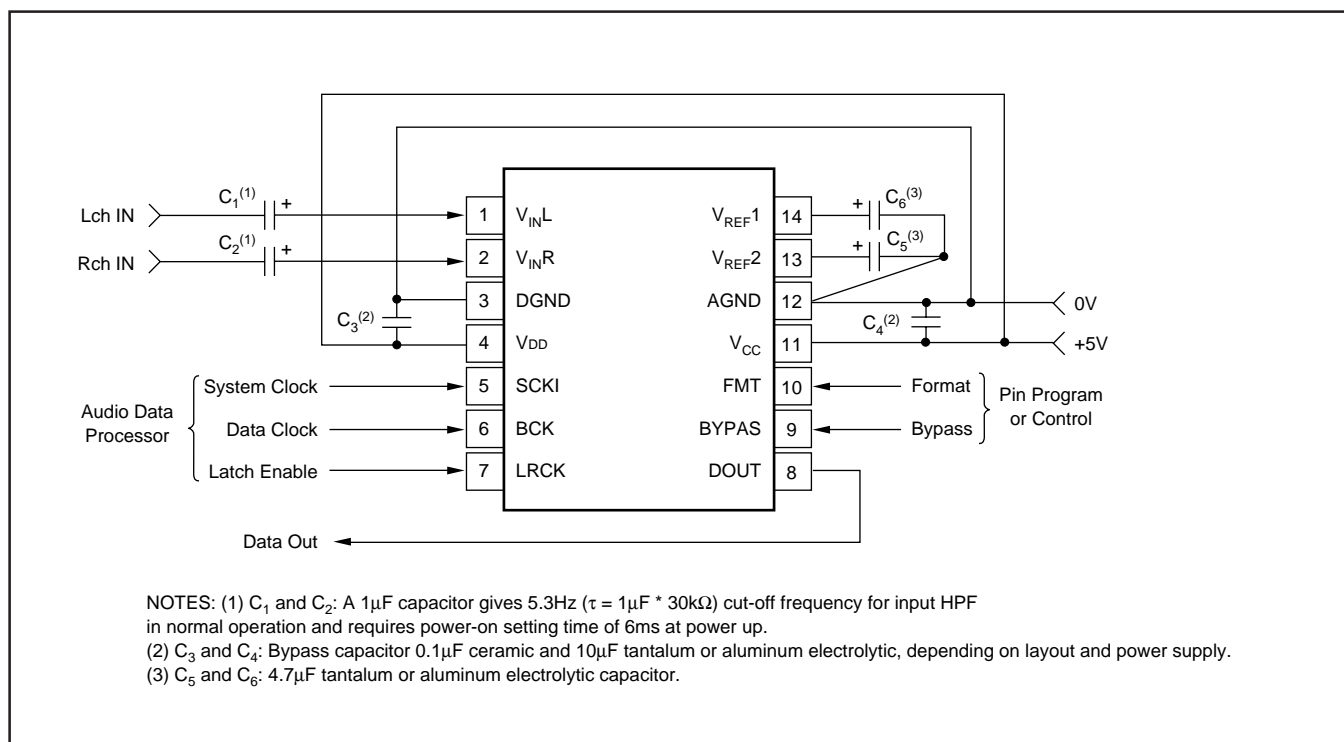 C1(1)
Lch IN
+
C2(1)
Rch IN
+
C3(2)
1 VINL
2 VINR
3 DGND
4 VDD
5 SCKI
6 BCK
7 LRCK
VREF1 14
VREF2 13
AGND 12
VCC 11
FMT 10
BYPAS 9
DOUT 8
+ C6(3)
+ C5(3)
C4(2)
0V
+5V
Audio Data
Processor
System Clock
Data Clock
Latch Enable
Format
Bypass
Pin Program
or Control
Data Out
NOTES: (1) C1 and C2: A 1µF capacitor gives 5.3Hz (τ = 1µF * 30kΩ) cut-off frequency for input HPF
in normal operation and requires power-on setting time of 6ms at power up.
(2) C3 and C4: Bypass capacitor 0.1µF ceramic and 10µF tantalum or aluminum electrolytic, depending on layout and power supply.
(3) C5 and C6: 4.7µF tantalum or aluminum electrolytic capacitor.